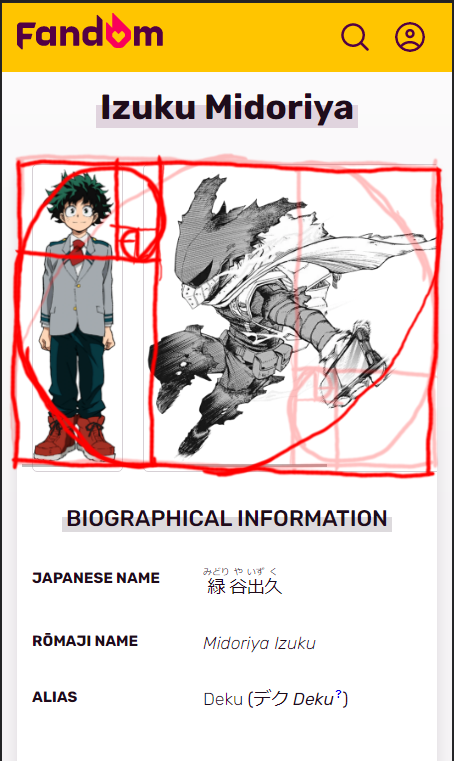 Fandom
Izuku Midoriya
BIOGRAPHICAL INFORMATION
JAPANESE NAME
みどり や いず く
緑 谷 出 久
RŌMAJI NAME
Midoriya Izuku
ALIAS
Deku (デク Deku?)